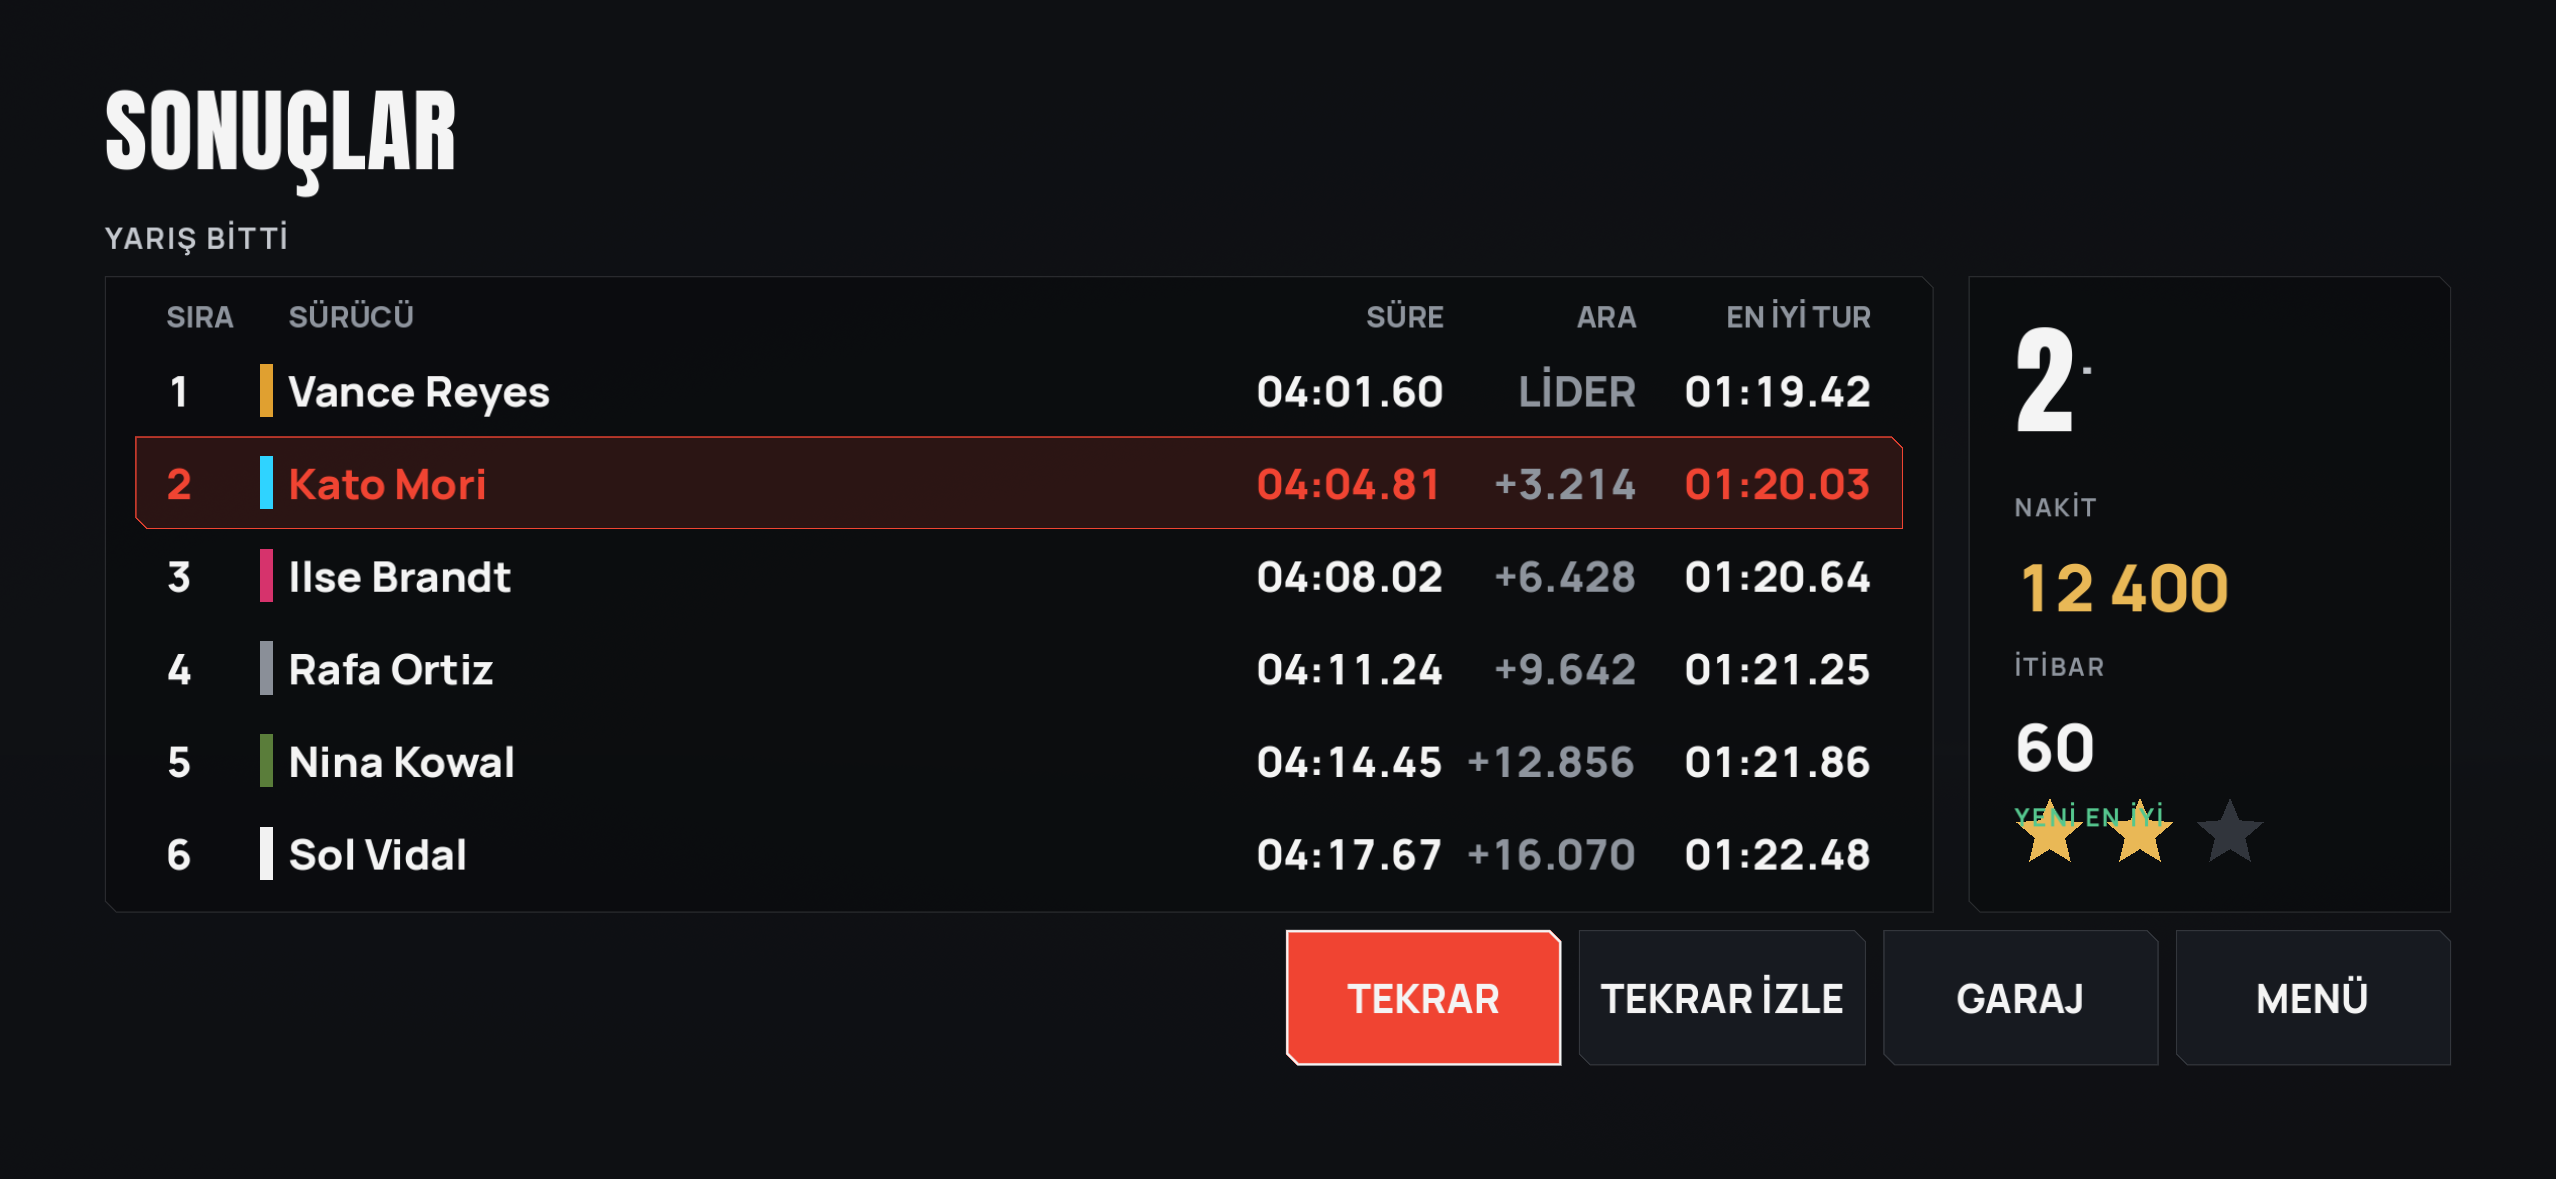 SONUÇLAR
YARIŞ BİTTİ
SIRA SÜRÜCÜ SÜRE ARA EN İYİ TUR
1 Vance Reyes 04:01.60 LİDER 01:19.42
2 Kato Mori 04:04.81 +3.214 01:20.03
3 Ilse Brandt 04:08.02 +6.428 01:20.64
4 Rafa Ortiz 04:11.24 +9.642 01:21.25
5 Nina Kowal 04:14.45 +12.856 01:21.86
6 Sol Vidal 04:17.67 +16.070 01:22.48
2.
NAKİT
12 400
İTİBAR
60
YENİ EN İYİ
TEKRAR TEKRAR İZLE GARAJ MENÜ